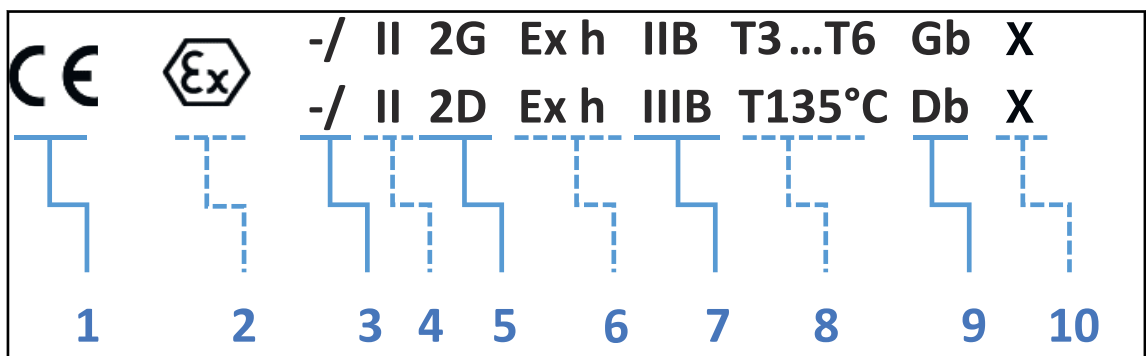 CE Ex -/ II 2G Ex h IIB T3...T6 Gb X
-/ II 2D Ex h IIIB T135°C Db X
1 2 3 4 5 6 7 8 9 10